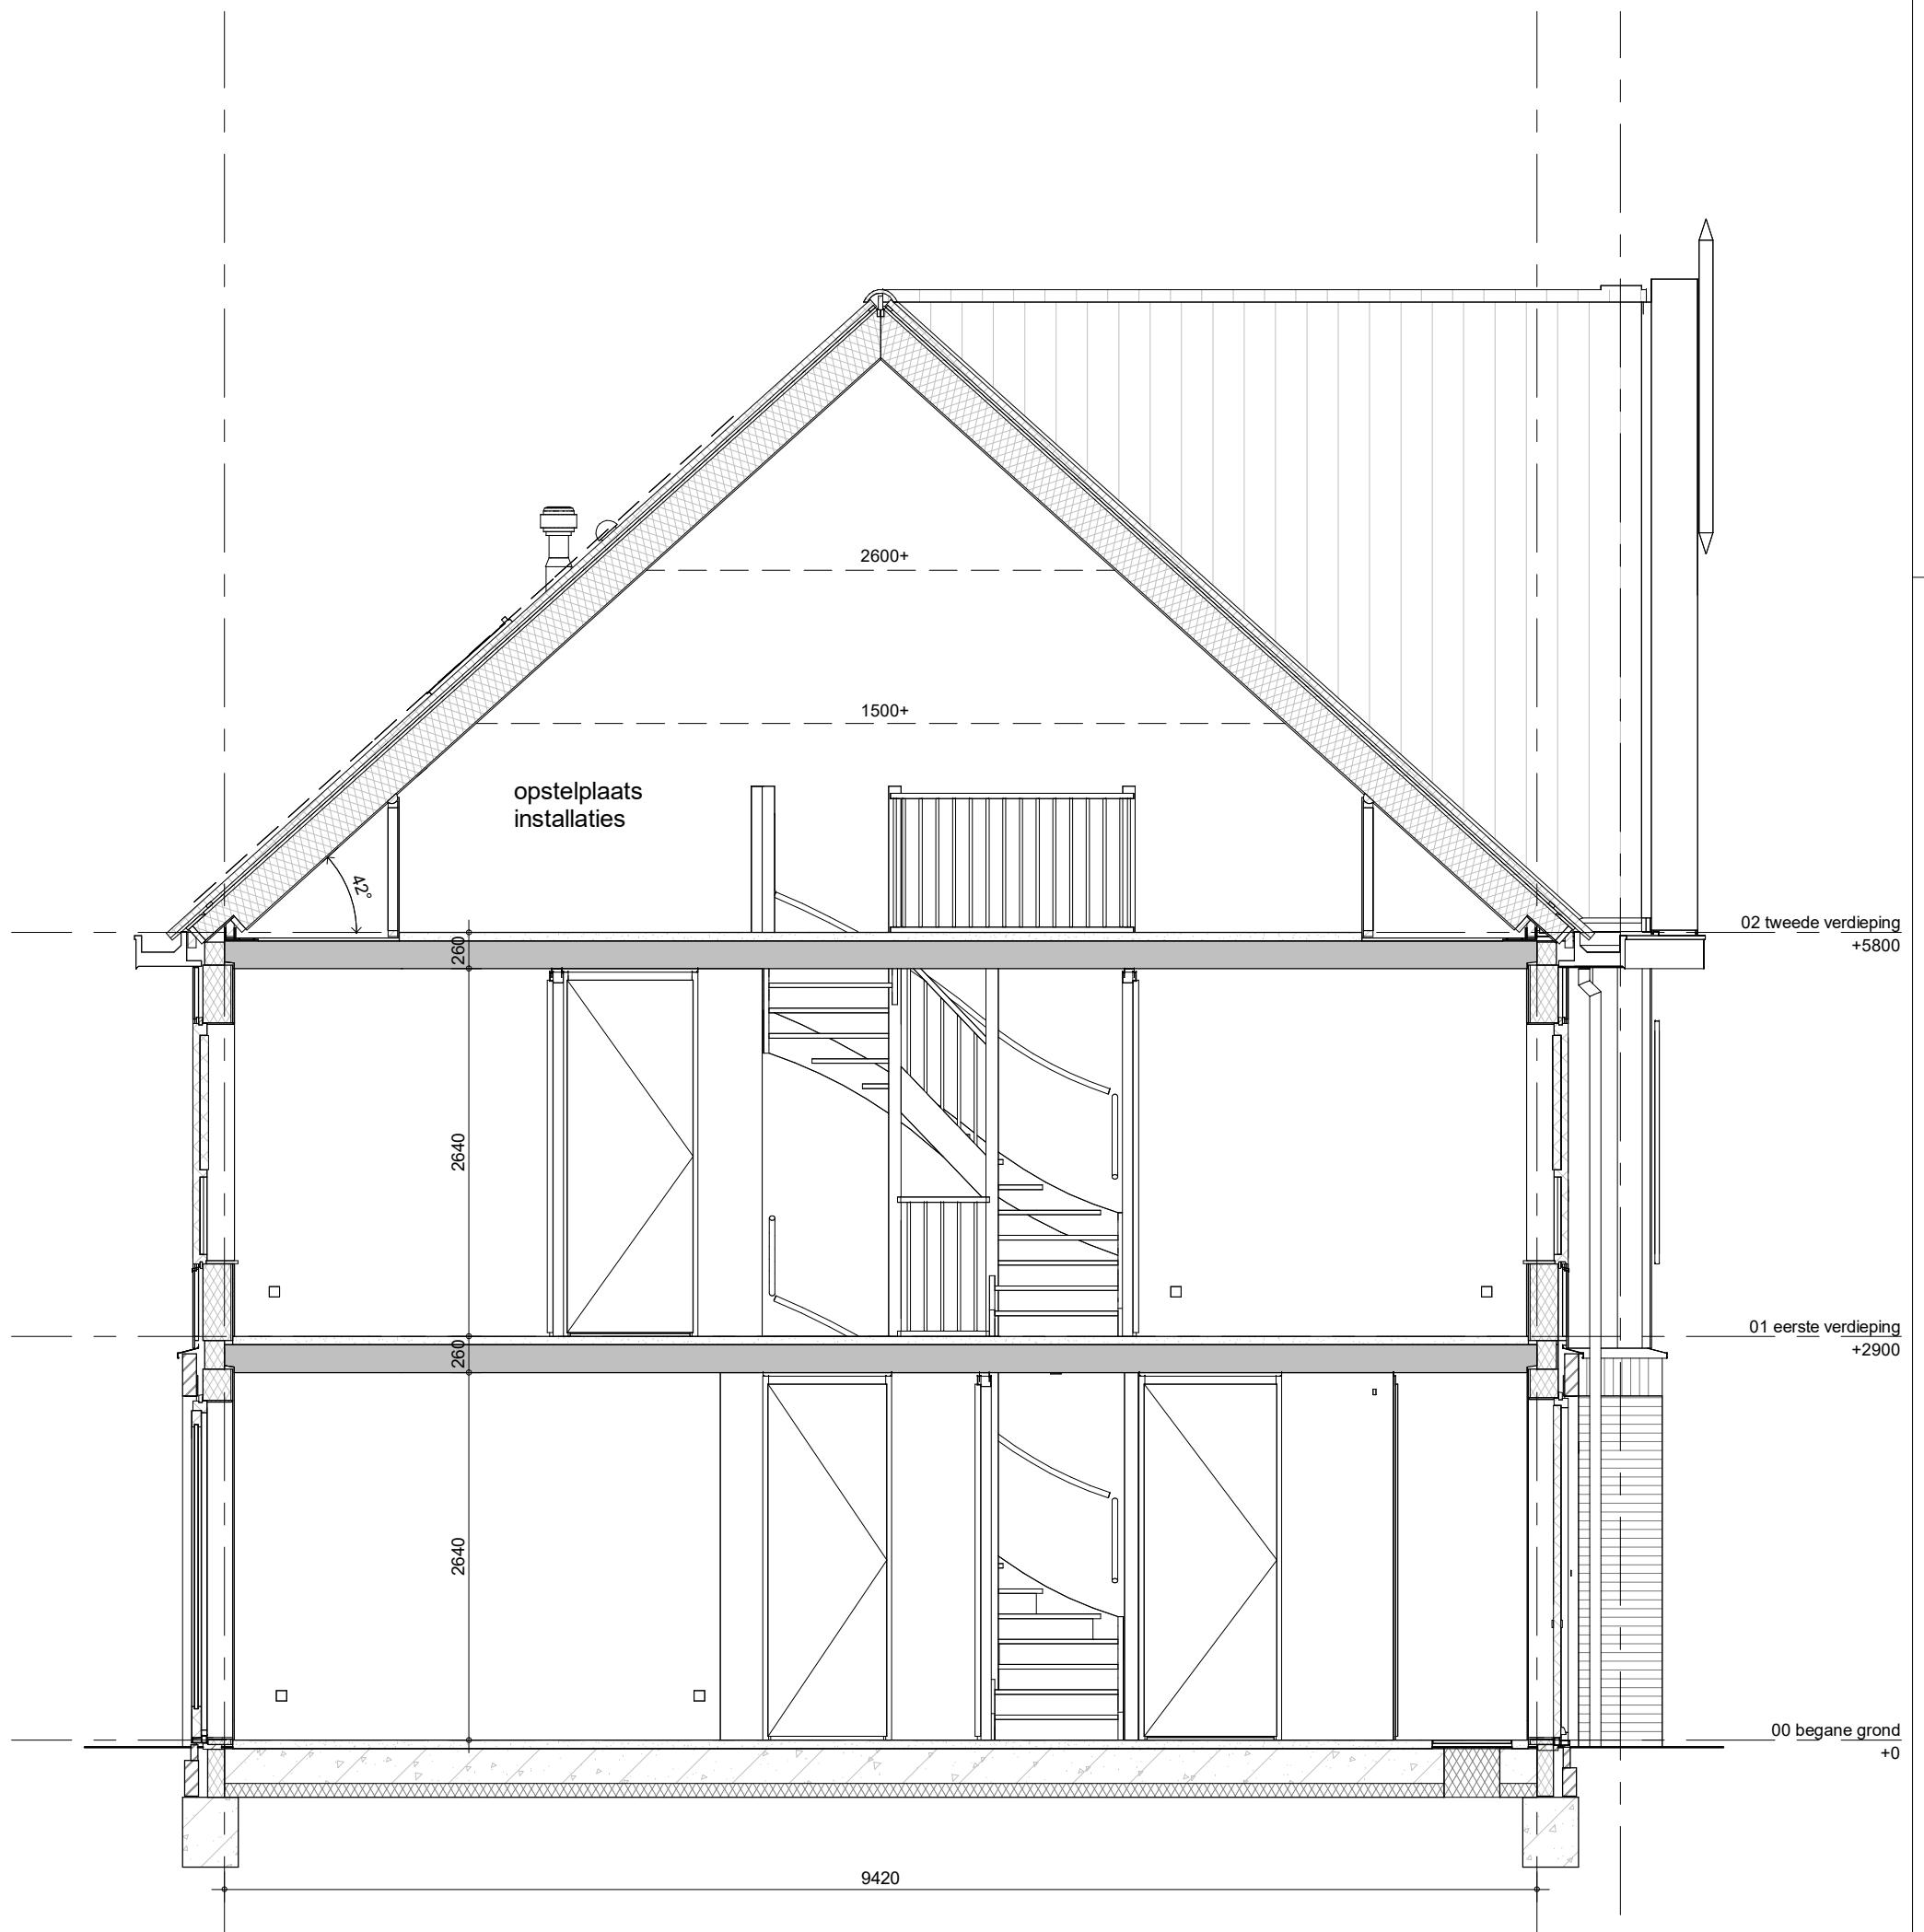 2600+
1500+
opstelplaats
installaties
42°
02 tweede verdieping
+5800
260
2640
01 eerste verdieping
+2900
260
2640
00 begane grond
+0
9420